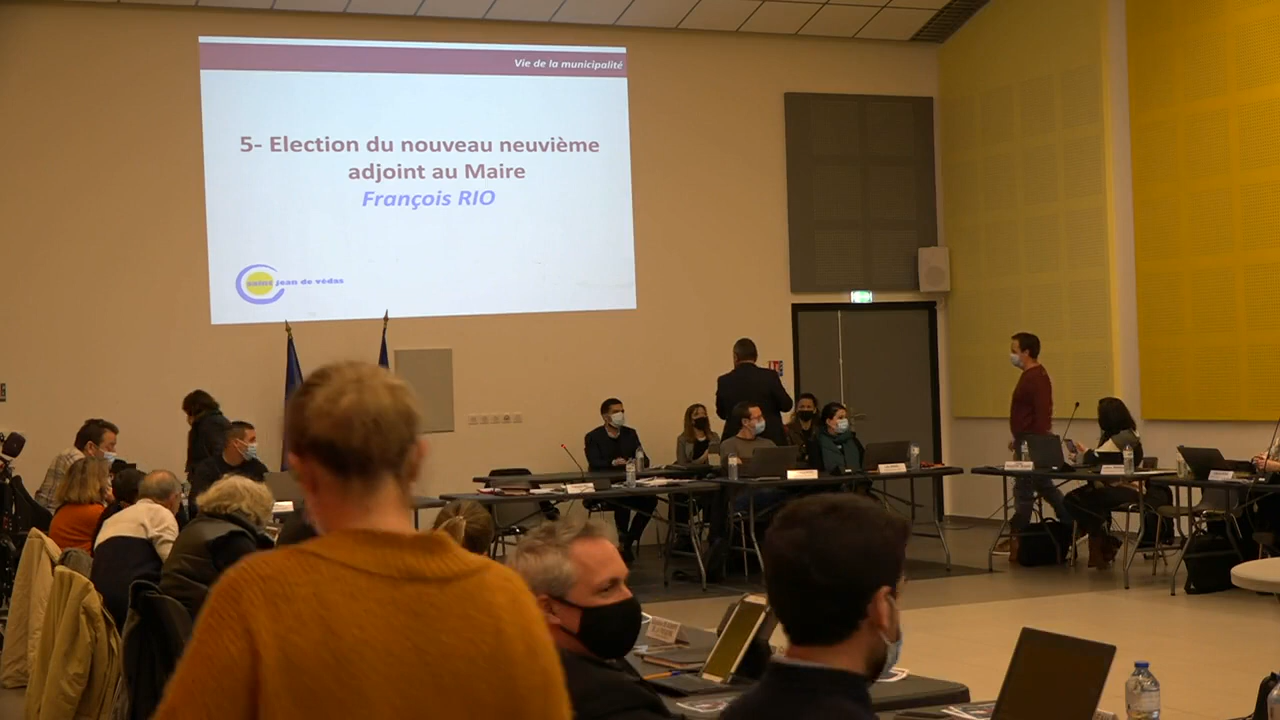 Vie de la municipalité
5- Election du nouveau neuvième
adjoint au Maire
François RIO
saint jean de védas